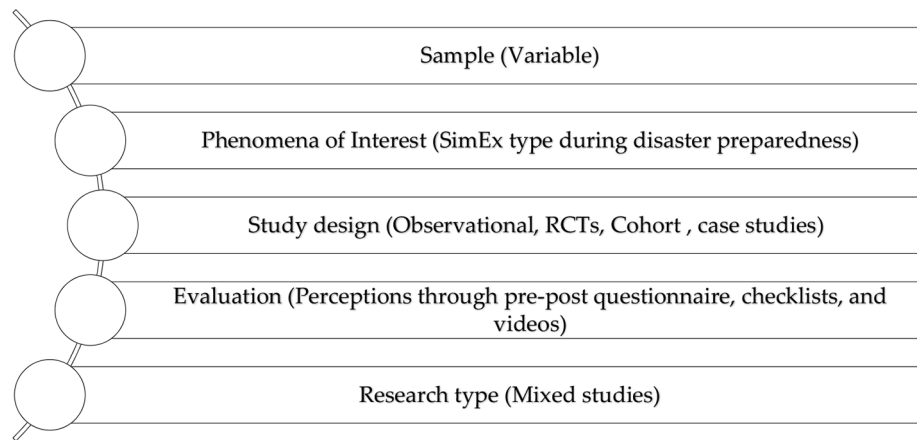 Sample (Variable)
Phenomena of Interest (SimEx type during disaster preparedness)
Study design (Observational, RCTs, Cohort , case studies)
Evaluation (Perceptions through pre-post questionnaire, checklists, and
videos)
Research type (Mixed studies)